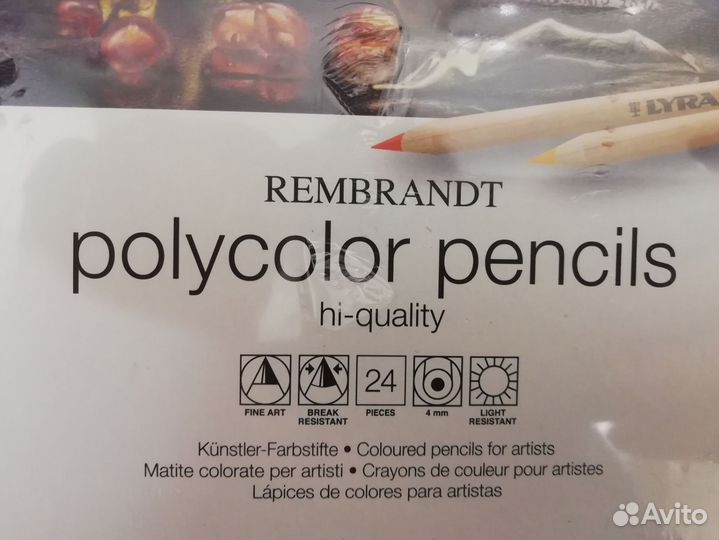 LYRA
REMBRANDT
polycolor pencils
hi-quality
24
FINE ART
BREAK RESISTANT
PIECES
4 mm
LIGHT RESISTANT
Künstler-Farbstifte • Coloured pencils for artists
Matite colorate per artisti • Crayons de couleur pour artistes
Lápices de colores para artistas
Avito